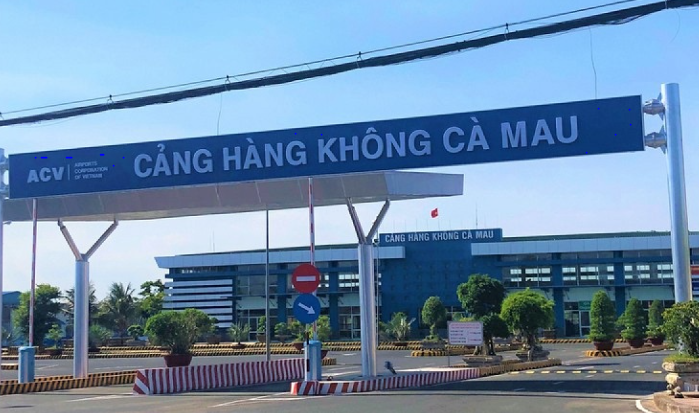 ACV
AIRPORTS
CORPORATION
OF VIETNAM
CẢNG HÀNG KHÔNG CÀ MAU
CẢNG HÀNG KHÔNG CÀ MAU